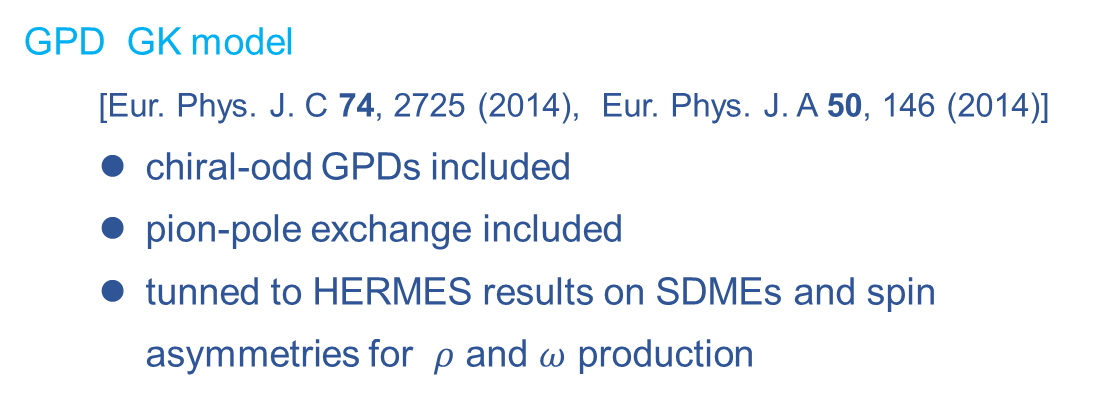 GPD GK model
[Eur. Phys. J. C 74, 2725 (2014), Eur. Phys. J. A 50, 146 (2014)]
● chiral-odd GPDs included
● pion-pole exchange included
● tunned to HERMES results on SDMEs and spin
asymmetries for ρ and ω production